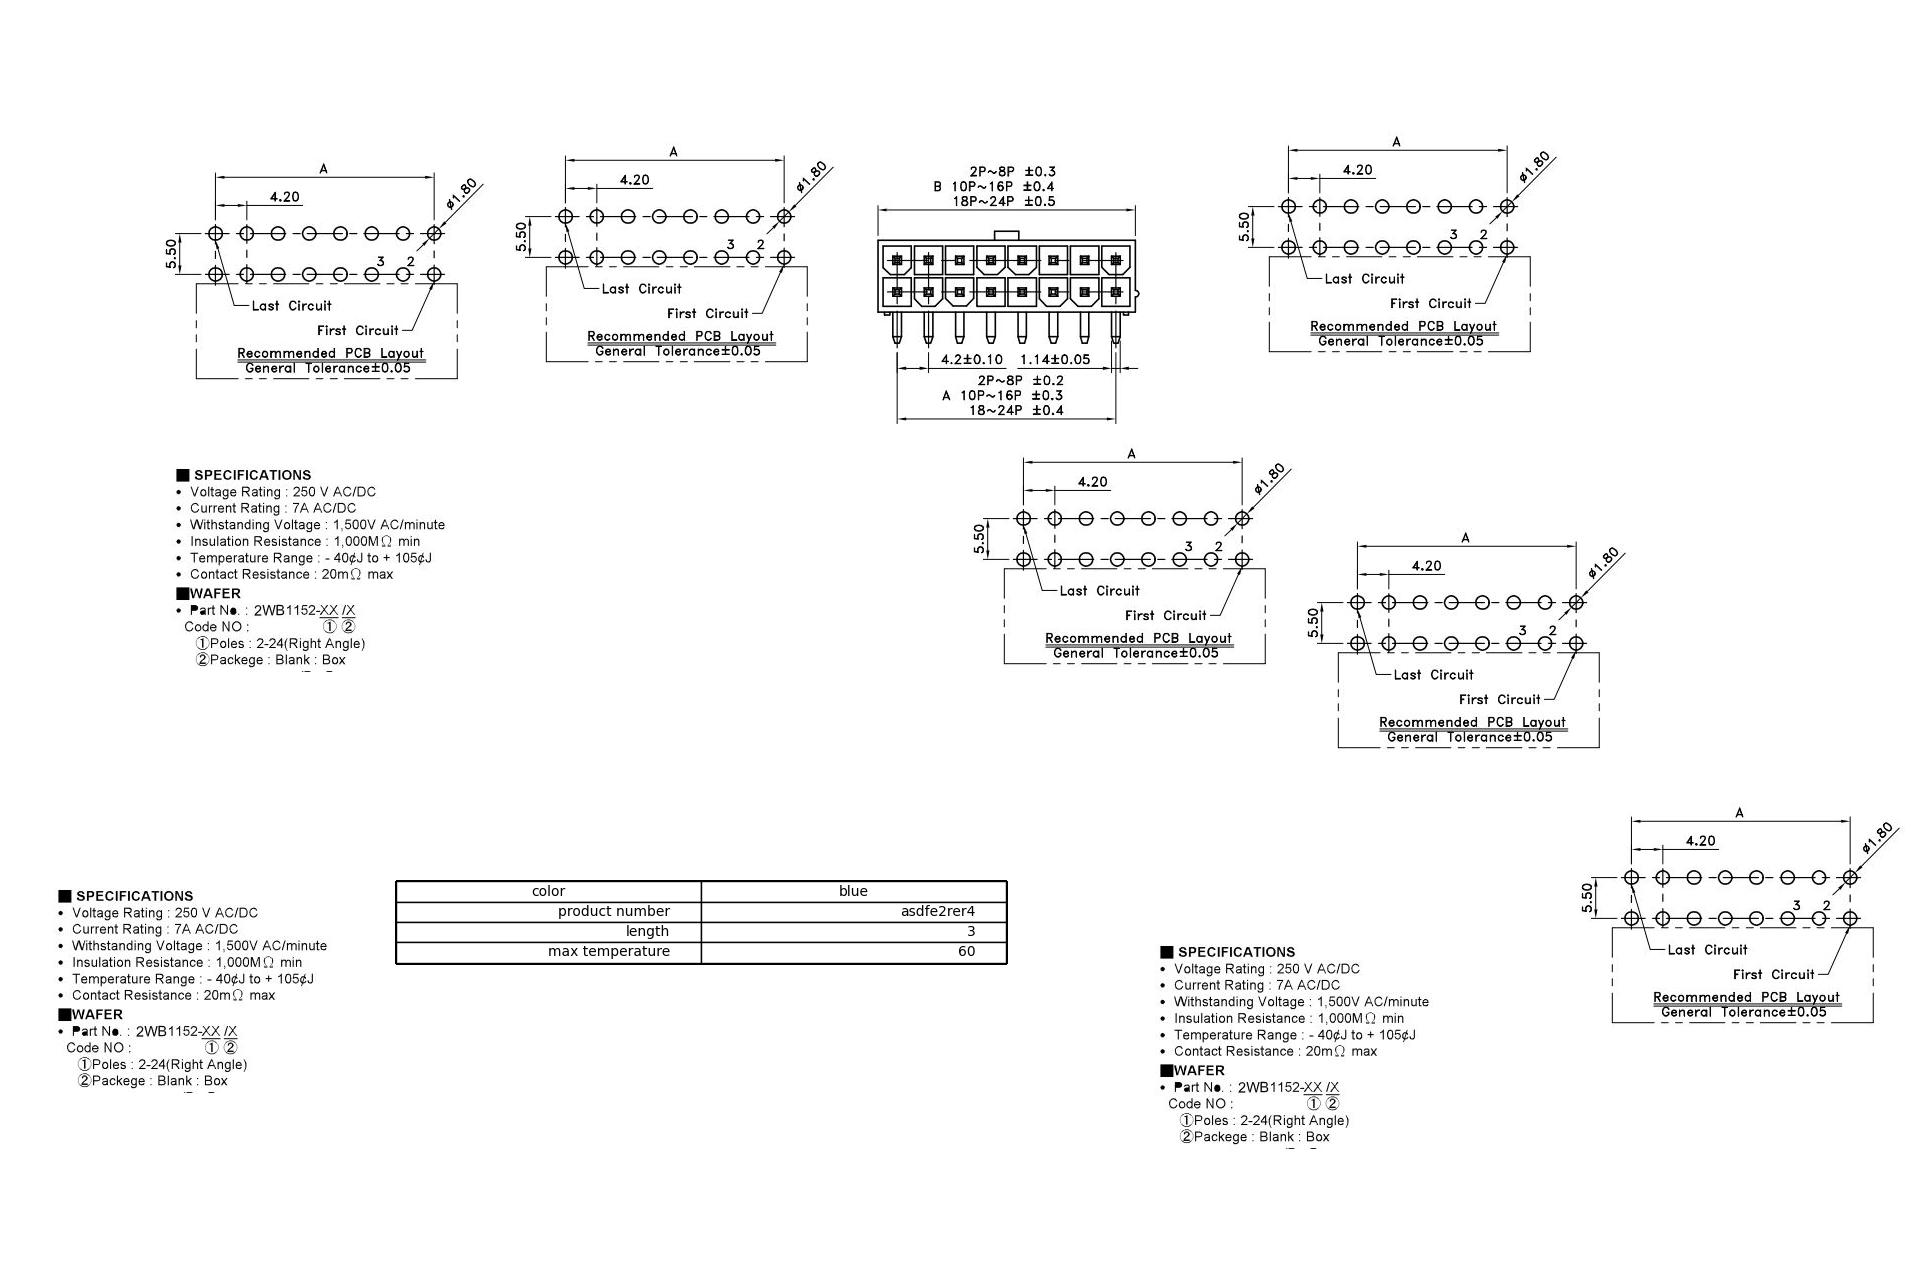 A
4.20
ø1.80
5.50
3 2
Last Circuit
First Circuit
Recommended PCB Layout
General Tolerance±0.05
A
4.20
ø1.80
5.50
3 2
Last Circuit
First Circuit
Recommended PCB Layout
General Tolerance±0.05
2P~8P ±0.3
B 10P~16P ±0.4
18P~24P ±0.5
4.2±0.10 1.14±0.05
2P~8P ±0.2
A 10P~16P ±0.3
18~24P ±0.4
A
4.20
ø1.80
5.50
3 2
Last Circuit
First Circuit
Recommended PCB Layout
General Tolerance±0.05
■ SPECIFICATIONS
• Voltage Rating : 250 V AC/DC
• Current Rating : 7A AC/DC
• Withstanding Voltage : 1,500V AC/minute
• Insulation Resistance : 1,000MΩ min
• Temperature Range : - 40¢J to + 105¢J
• Contact Resistance : 20mΩ max
■WAFER
• Part No. : 2WB1152-XX /X
Code NO : ① ②
①Poles : 2-24(Right Angle)
②Packege : Blank : Box
A
4.20
ø1.80
5.50
3 2
Last Circuit
First Circuit
Recommended PCB Layout
General Tolerance±0.05
A
4.20
ø1.80
5.50
3 2
Last Circuit
First Circuit
Recommended PCB Layout
General Tolerance±0.05
■ SPECIFICATIONS
• Voltage Rating : 250 V AC/DC
• Current Rating : 7A AC/DC
• Withstanding Voltage : 1,500V AC/minute
• Insulation Resistance : 1,000MΩ min
• Temperature Range : - 40¢J to + 105¢J
• Contact Resistance : 20mΩ max
■WAFER
• Part No. : 2WB1152-XX /X
Code NO : ① ②
①Poles : 2-24(Right Angle)
②Packege : Blank : Box
color blue
product number asdfe2rer4
length 3
max temperature 60
■ SPECIFICATIONS
• Voltage Rating : 250 V AC/DC
• Current Rating : 7A AC/DC
• Withstanding Voltage : 1,500V AC/minute
• Insulation Resistance : 1,000MΩ min
• Temperature Range : - 40¢J to + 105¢J
• Contact Resistance : 20mΩ max
■WAFER
• Part No. : 2WB1152-XX /X
Code NO : ① ②
①Poles : 2-24(Right Angle)
②Packege : Blank : Box
A
4.20
ø1.80
5.50
3 2
Last Circuit
First Circuit
Recommended PCB Layout
General Tolerance±0.05